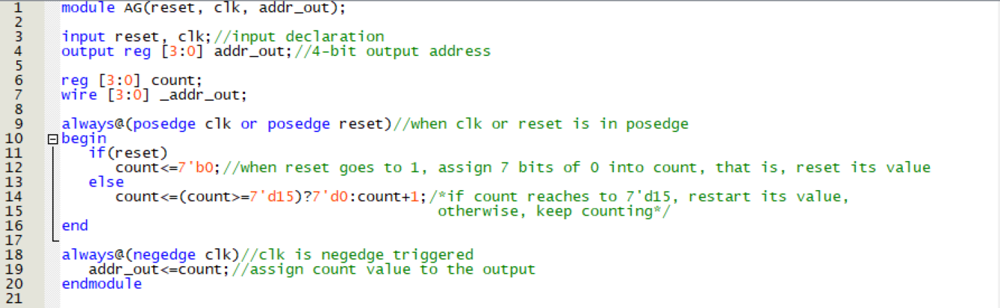 1 module AG(reset, clk, addr_out);
2
3 input reset, clk;//input declaration
4 output reg [3:0] addr_out;//4-bit output address
5
6 reg [3:0] count;
7 wire [3:0] _addr_out;
8
9 always@(posedge clk or posedge reset)//when clk or reset is in posedge
10 begin
11 if(reset)
12 count<=7'b0;//when reset goes to 1, assign 7 bits of 0 into count, that is, reset its value
13 else
14 count<=(count>=7'd15)?7'd0:count+1;/*if count reaches to 7'd15, restart its value,
15 otherwise, keep counting*/
16 end
17
18 always@(negedge clk)//clk is negedge triggered
19 addr_out<=count;//assign count value to the output
20 endmodule
21